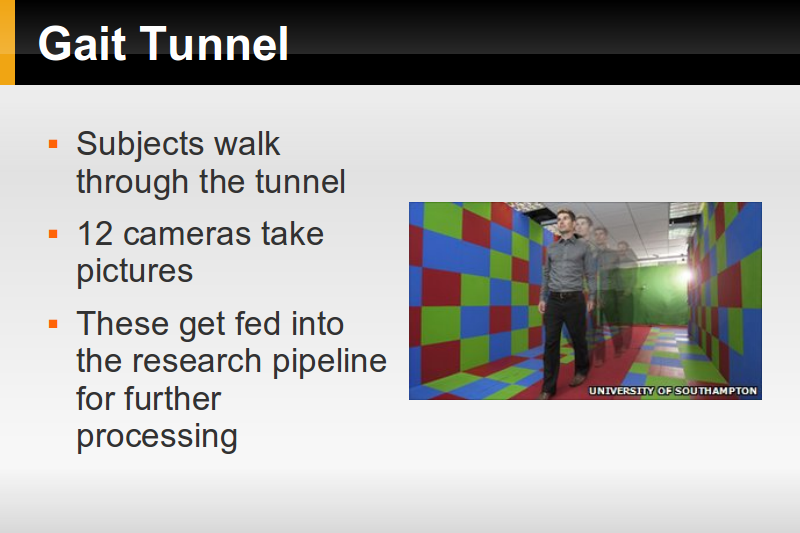 Gait Tunnel
Subjects walk
through the tunnel
12 cameras take
pictures
These get fed into
the research pipeline
for further
processing
UNIVERSITY OF SOUTHAMPTON